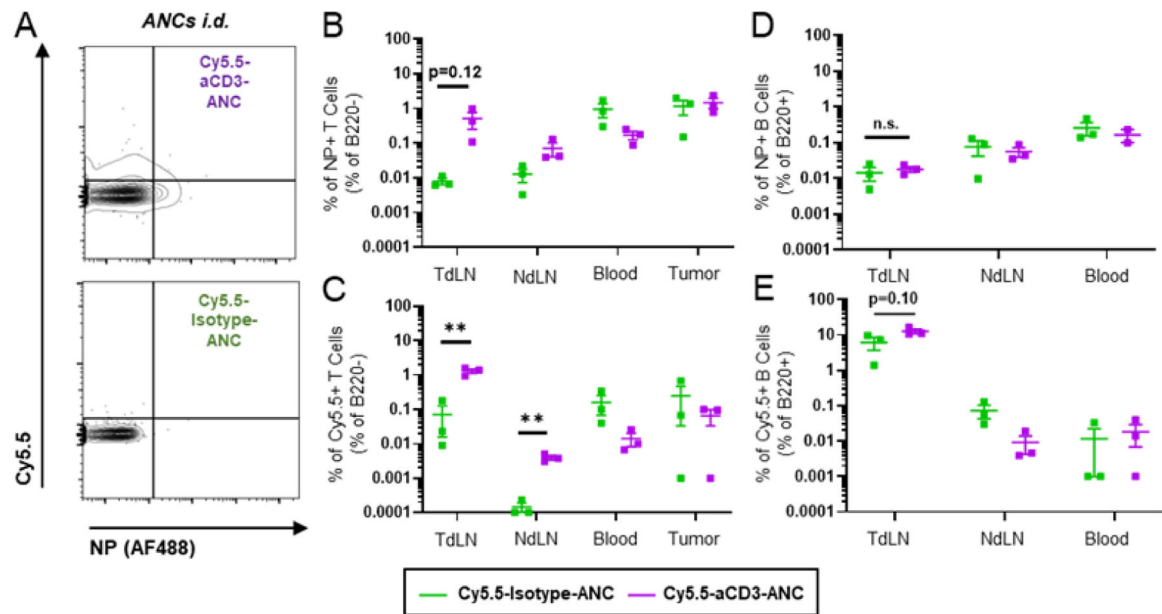 A
ANCs i.d.
Cy5.5-
aCD3-
ANC
Cy5.5-
Isotype-
ANC
Cy5.5
NP (AF488)
B
% of NP+ T Cells
(% of B220-)
100
10
1
0.1
0.01
0.001
0.0001
p=0.12
TdLN
NdLN
Blood
Tumor
C
% of Cy5.5+ T Cells
(% of B220-)
100
10
1
0.1
0.01
0.001
0.0001
**
**
TdLN
NdLN
Blood
Tumor
D
% of NP+ B Cells
(% of B220+)
100
10
1
0.1
0.01
0.001
0.0001
n.s.
TdLN
NdLN
Blood
E
% of Cy5.5+ B Cells
(% of B220+)
100
10
1
0.1
0.01
0.001
0.0001
p=0.10
TdLN
NdLN
Blood
Cy5.5-Isotype-ANC
Cy5.5-aCD3-ANC